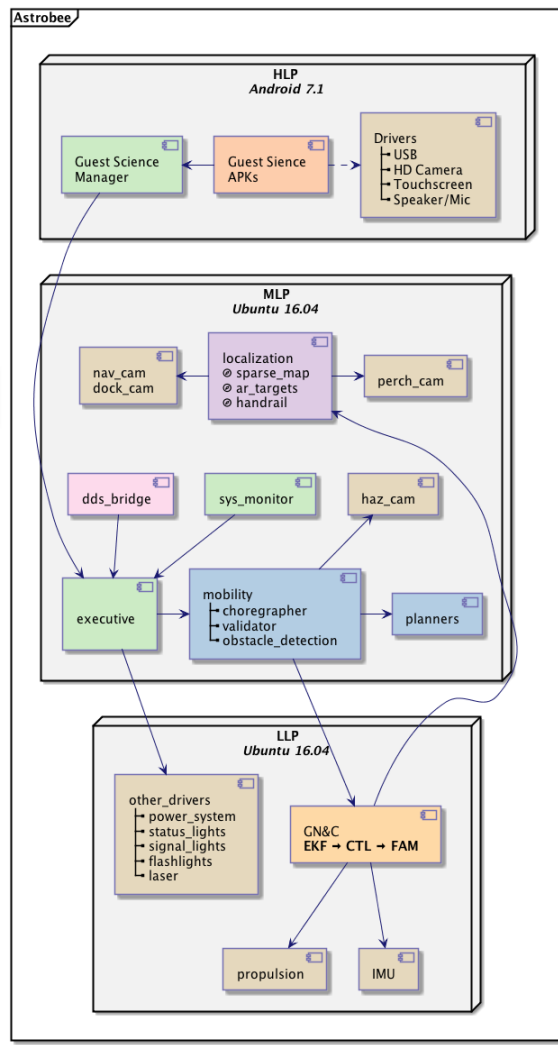 Astrobee
HLP
Android 7.1
Guest Science
Manager
Guest Sience
APKs
Drivers
USB
HD Camera
Touchscreen
Speaker/Mic
MLP
Ubuntu 16.04
nav_cam
dock_cam
localization
⊘ sparse_map
⊘ ar_targets
⊘ handrail
perch_cam
dds_bridge
sys_monitor
haz_cam
executive
mobility
choregrapher
validator
obstacle_detection
planners
LLP
Ubuntu 16.04
other_drivers
power_system
status_lights
signal_lights
flashlights
laser
GN&C
EKF → CTL → FAM
propulsion
IMU